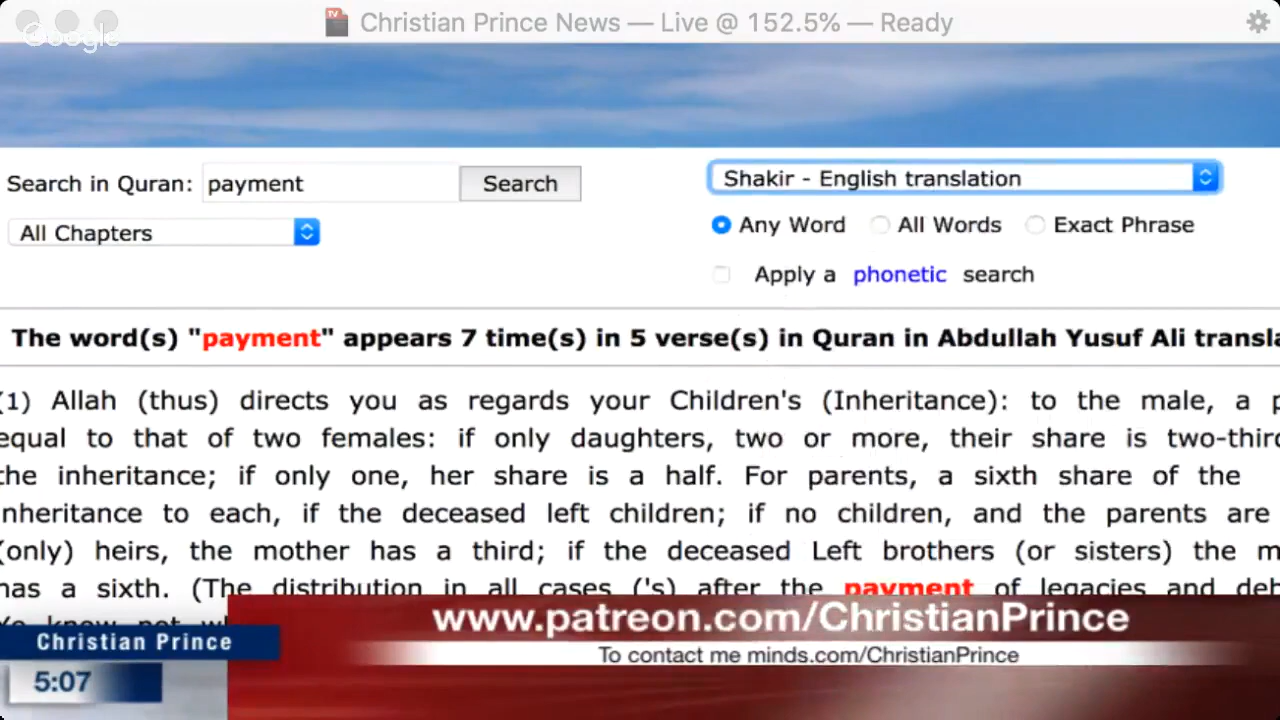 Christian Prince News — Live @ 152.5% — Ready
Google
Search in Quran: payment Search
Shakir - English translation
All Chapters
Any Word All Words Exact Phrase
Apply a phonetic search
The word(s) "payment" appears 7 time(s) in 5 verse(s) in Quran in Abdullah Yusuf Ali transla
(1) Allah (thus) directs you as regards your Children's (Inheritance): to the male, a p
equal to that of two females: if only daughters, two or more, their share is two-third
the inheritance; if only one, her share is a half. For parents, a sixth share of the
inheritance to each, if the deceased left children; if no children, and the parents are
(only) heirs, the mother has a third; if the deceased Left brothers (or sisters) the m
has a sixth. (The distribution in all cases ('s) after the payment of legacies and deb
Ye know not
www.patreon.com/ChristianPrince
To contact me minds.com/ChristianPrince
Christian Prince
5:07